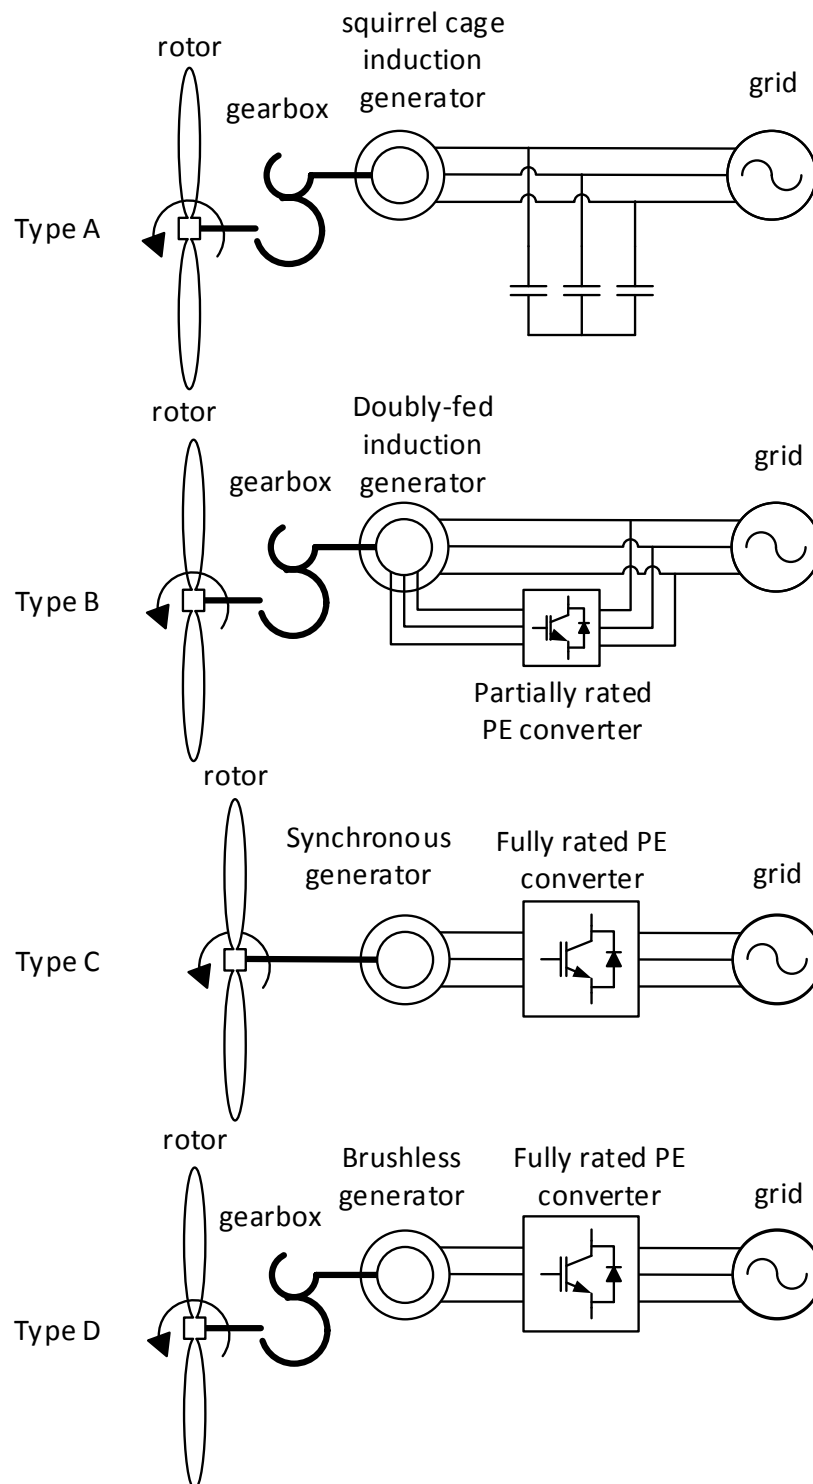 squirrel cage
induction
generator
rotor
gearbox
grid
Type A
rotor
Doubly-fed
induction
generator
gearbox
grid
Type B
Partially rated
PE converter
rotor
Synchronous
generator
Fully rated PE
converter
grid
Type C
rotor
Brushless
generator
Fully rated PE
converter
gearbox
grid
Type D